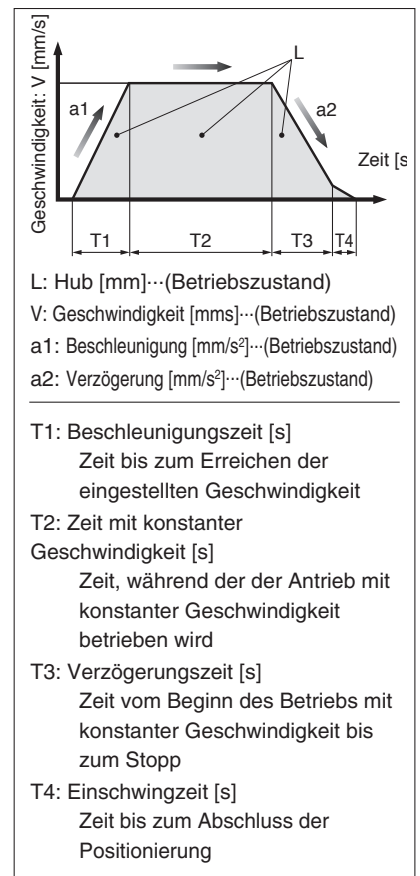 Geschwindigkeit: V [mm/s]
L
a1
a2
Zeit [s
T1 T2 T3 T4
L: Hub [mm]···(Betriebszustand)
V: Geschwindigkeit [mms]···(Betriebszustand)
a1: Beschleunigung [mm/s²]···(Betriebszustand)
a2: Verzögerung [mm/s²]···(Betriebszustand)
T1: Beschleunigungszeit [s]
Zeit bis zum Erreichen der
eingestellten Geschwindigkeit
T2: Zeit mit konstanter
Geschwindigkeit [s]
Zeit, während der der Antrieb mit
konstanter Geschwindigkeit
betrieben wird
T3: Verzögerungszeit [s]
Zeit vom Beginn des Betriebs mit
konstanter Geschwindigkeit bis
zum Stopp
T4: Einschwingzeit [s]
Zeit bis zum Abschluss der
Positionierung